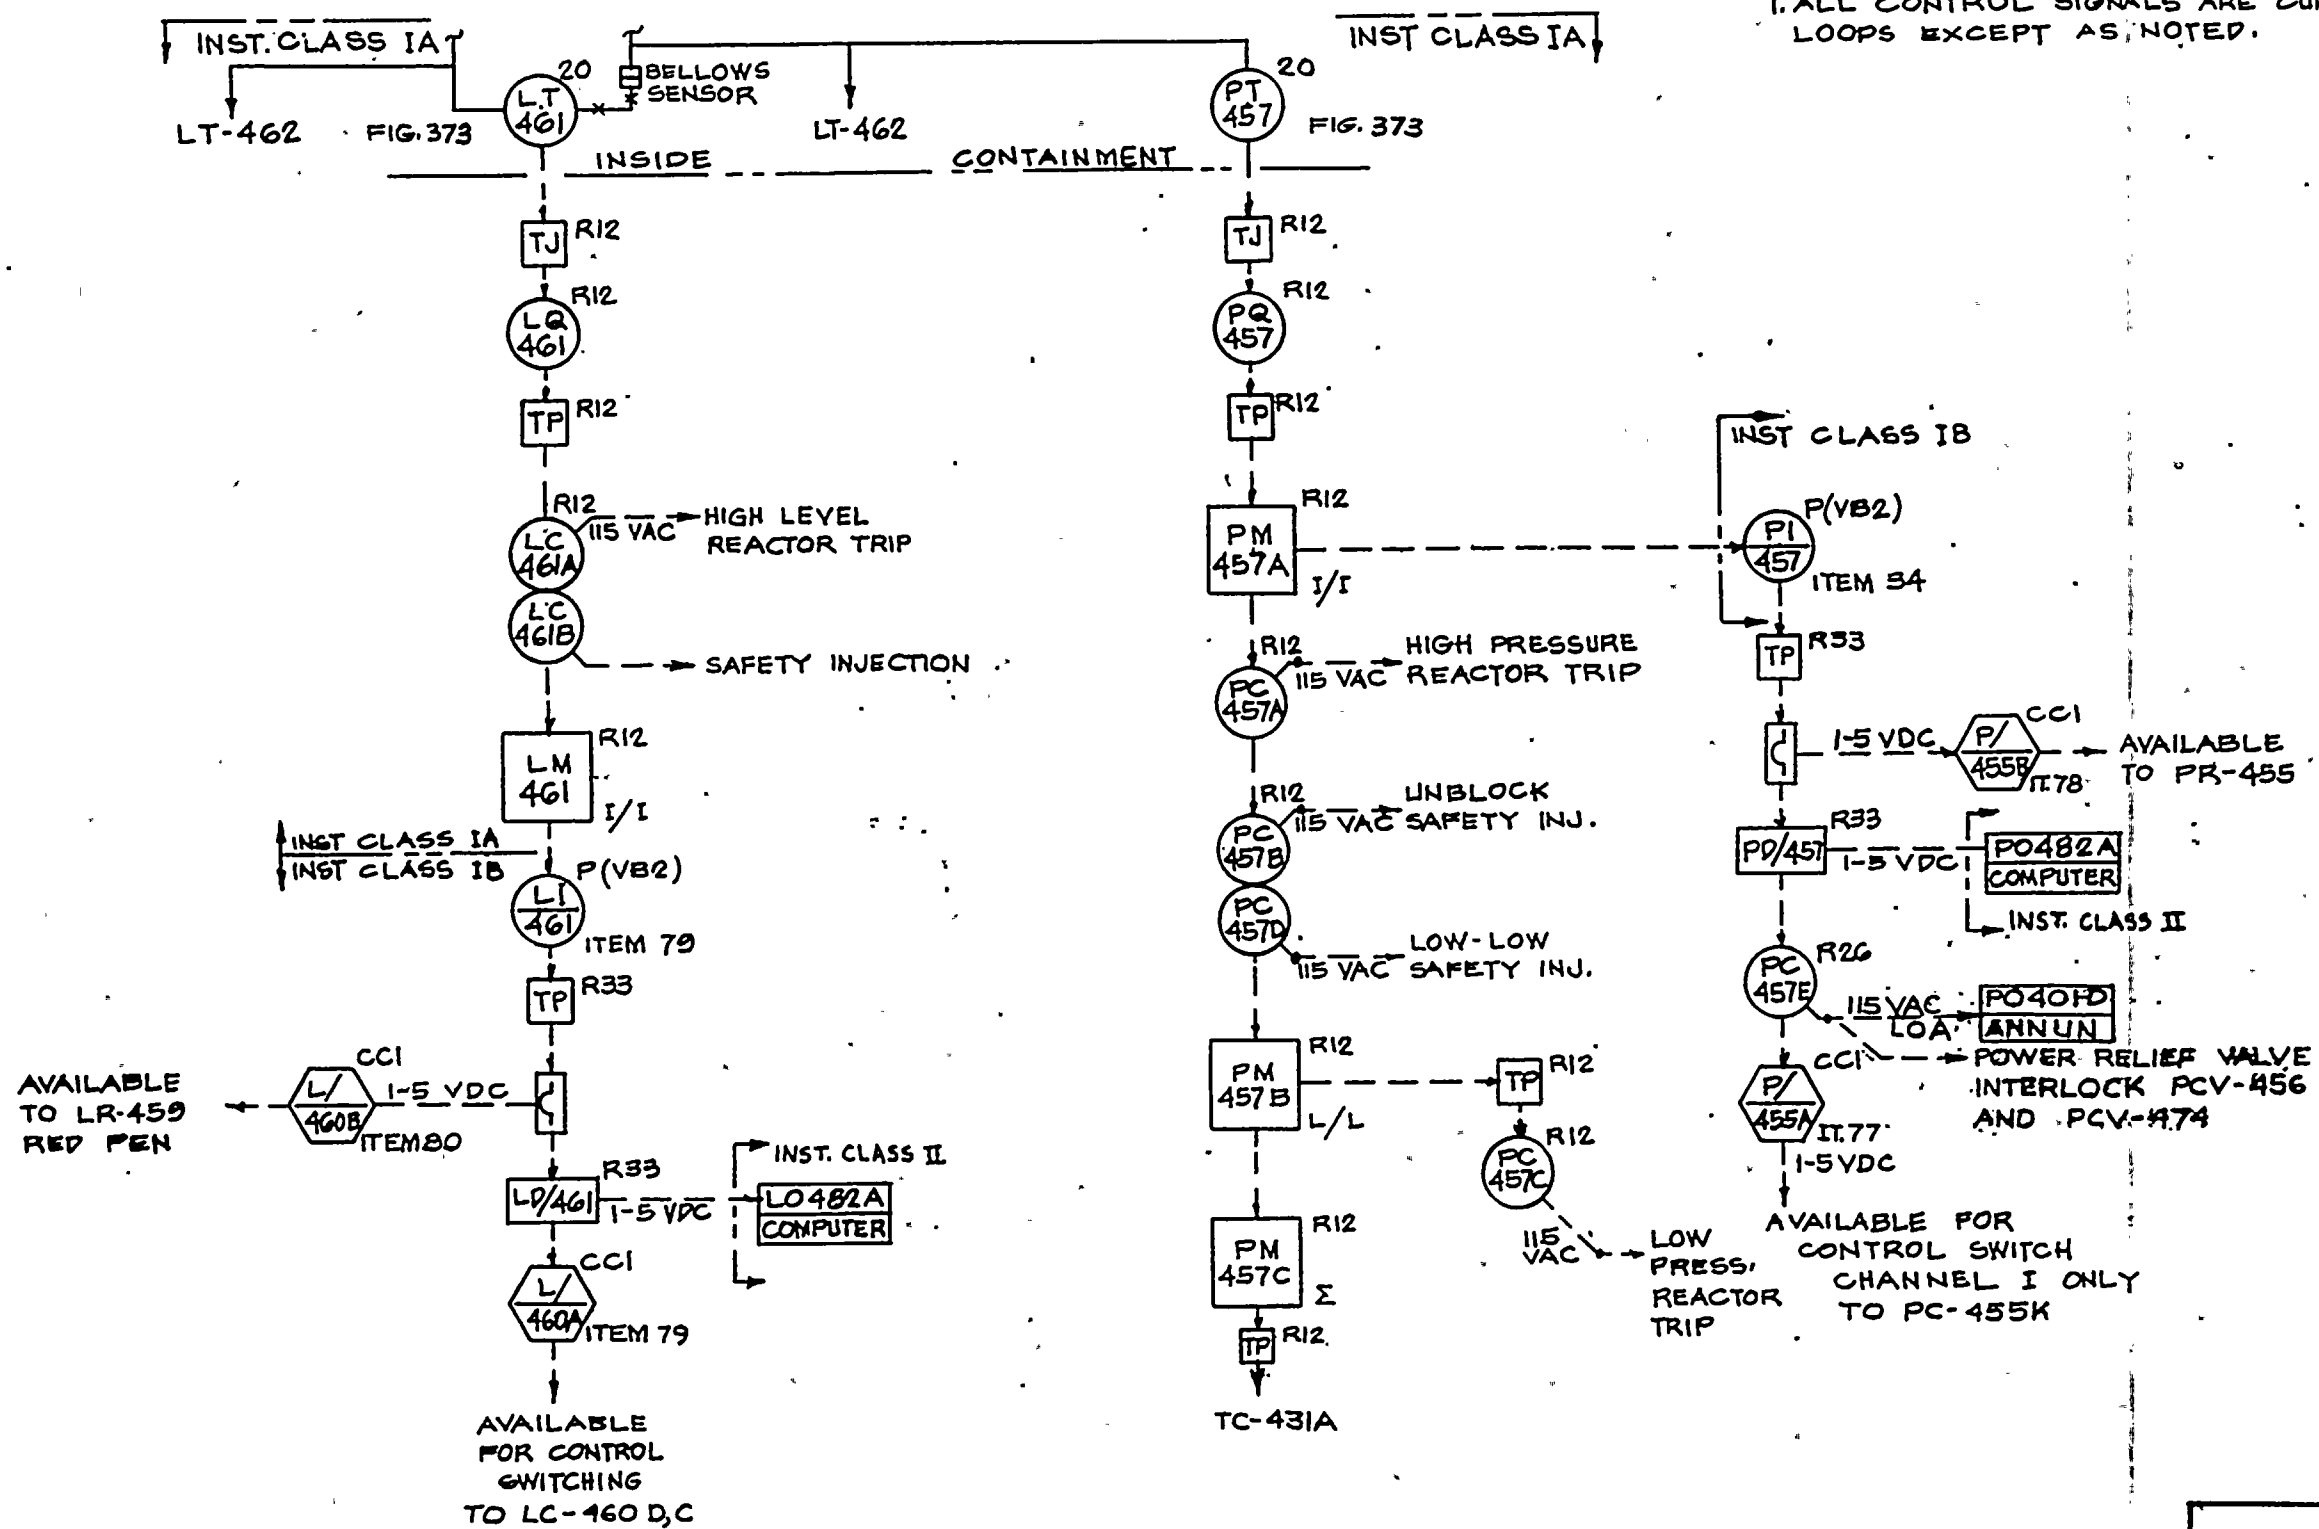 1. ALL CONTROL SIGNALS ARE
LOOPS EXCEPT AS NOTED.
INST. CLASS IA
INST CLASS IA
LT-462
FIG. 373
L.T
461
20
BELLOWS
SENSOR
LT-462
PT
457
20
FIG. 373
INSIDE CONTAINMENT
TJ
R12
LQ
461
R12
TP
R12
R12
LC
461A
115 VAC
HIGH LEVEL
REACTOR TRIP
LC
461B
SAFETY INJECTION
LM
461
R12
I/I
INST CLASS IA
INST CLASS IB
LI
461
P(VB2)
ITEM 79
TP
R33
AVAILABLE
TO LR-459
RED PEN
L/
460B
CC1
ITEM 80
1-5 VDC
LD/461
R33
1-5 VDC
INST. CLASS II
L0482A
COMPUTER
L/
460A
CC1
ITEM 79
AVAILABLE
FOR CONTROL
SWITCHING
TO LC-460 D,C
TJ
R12
PQ
457
R12
TP
R12
PM
457A
R12
I/I
R12
PC
457A
115 VAC
HIGH PRESSURE
REACTOR TRIP
R12
PC
457B
115 VAC
UNBLOCK
SAFETY INJ.
PC
457D
115 VAC
LOW-LOW
SAFETY INJ.
PM
457B
R12
L/L
TP
R12
PC
457C
R12
115
VAC
LOW
PRESS.
REACTOR
TRIP
PM
457C
R12
Σ
TP
R12
TC-431A
INST CLASS IB
PI
457
P(VB2)
ITEM 54
TP
R33
1-5 VDC
P/
455B
CC1
IT.78
AVAILABLE
TO PR-455
PD/457
R33
1-5 VDC
P0482A
COMPUTER
INST. CLASS II
PC
457E
R26
115 VAC
LOA
ANNUN
POWER RELIEF VALVE
INTERLOCK PCV-456
AND PCV-474
P/
455A
CC1
IT.77
1-5 VDC
AVAILABLE FOR
CONTROL SWITCH
CHANNEL I ONLY
TO PC-455K